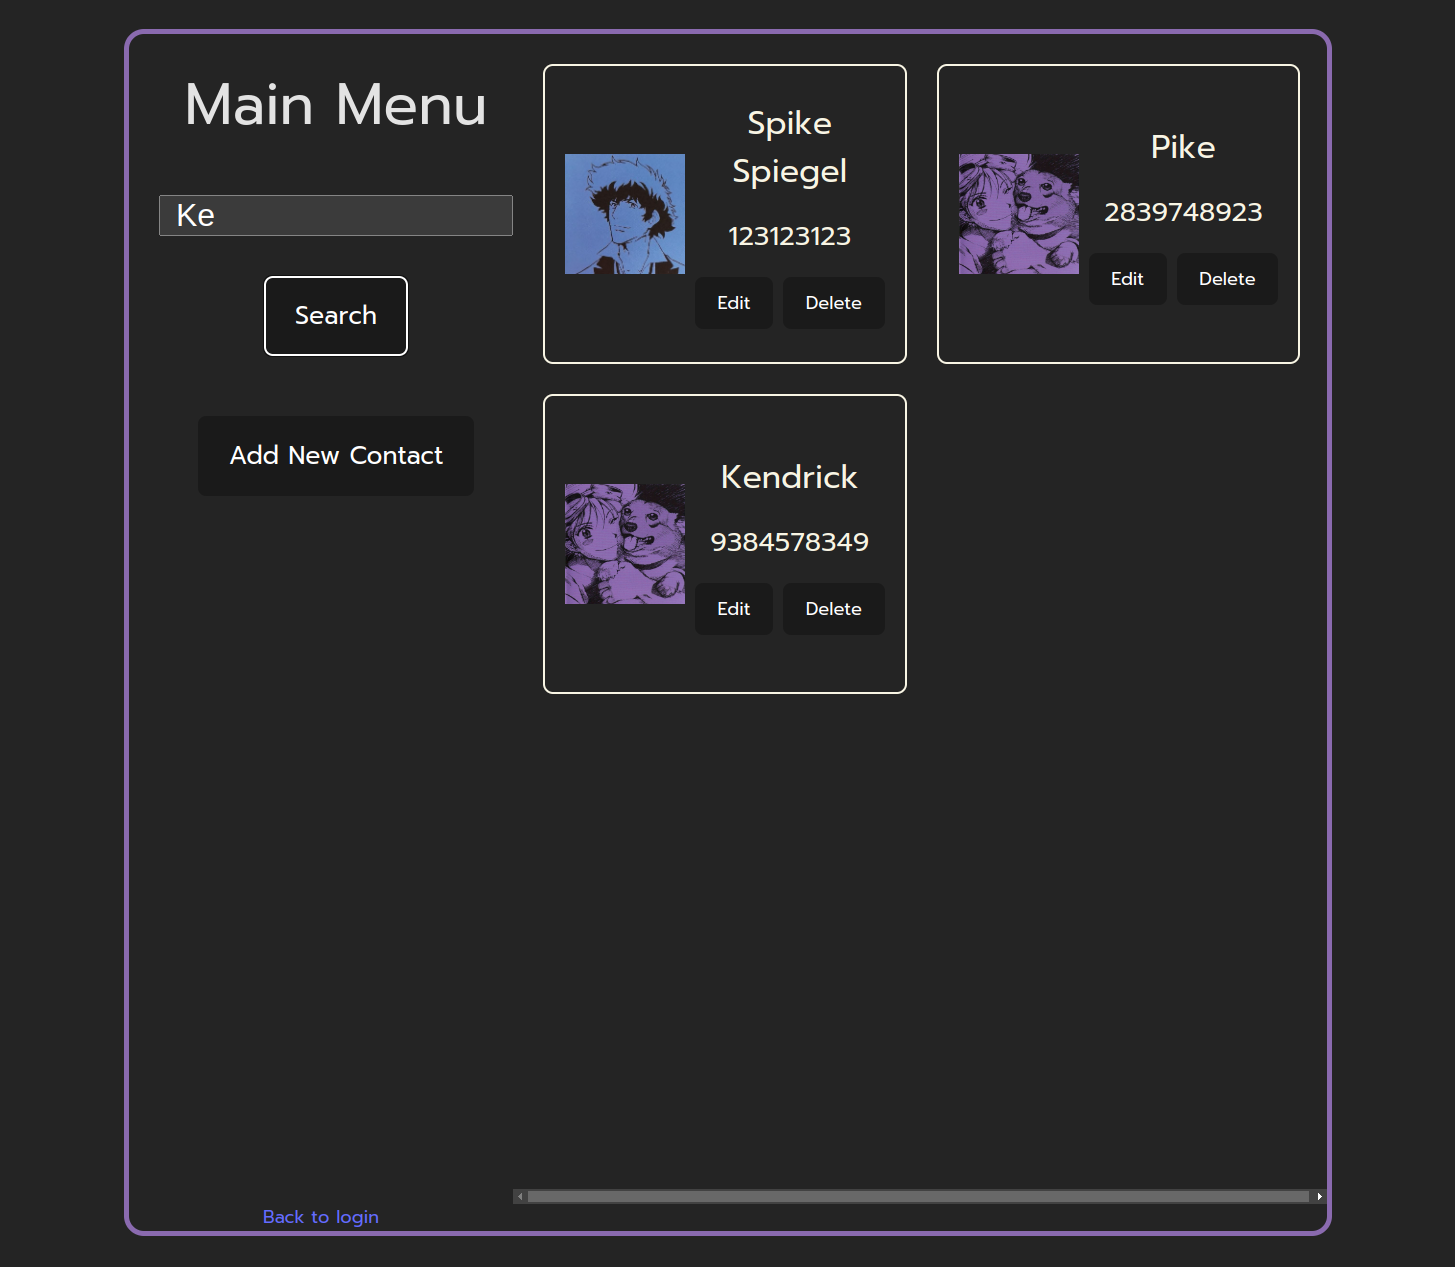 Main Menu
Ke
Search
Add New Contact
Back to login
Spike
Spiegel
123123123
Edit Delete
Pike
2839748923
Edit Delete
Kendrick
9384578349
Edit Delete